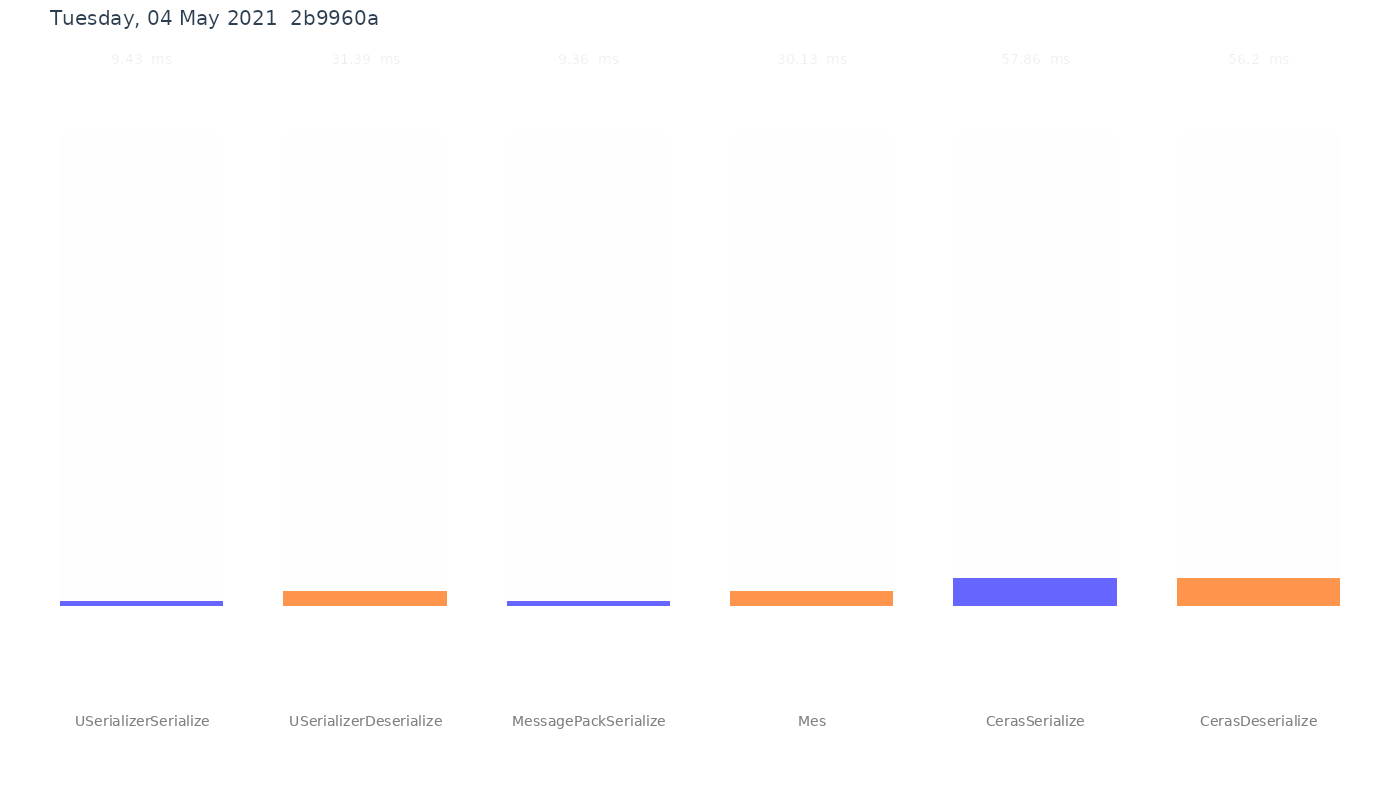 Tuesday, 04 May 2021 2b9960a
9.43 ms 31.39 ms 9.36 ms 30.13 ms 57.86 ms 56.2 ms
USerializerSerialize USerializerDeserialize MessagePackSerialize Mes CerasSerialize CerasDeserialize